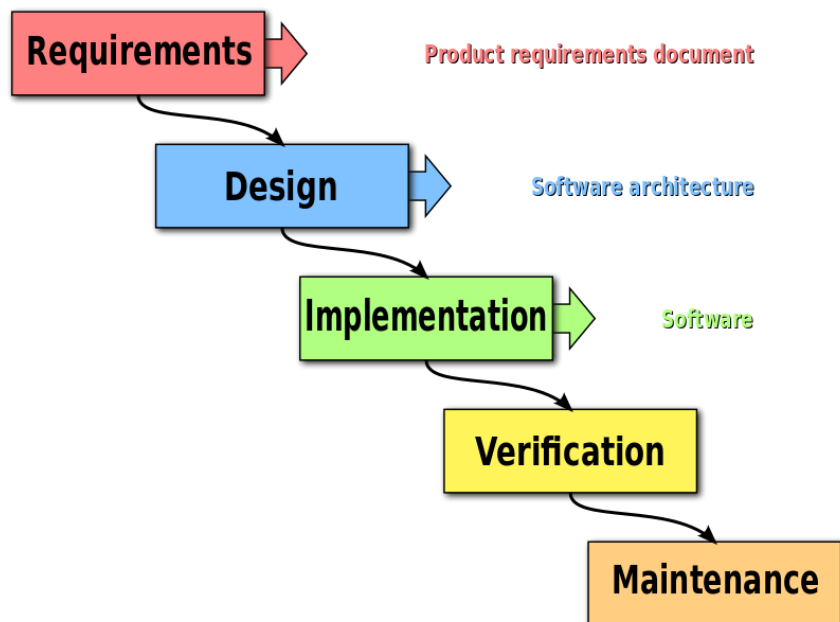 Requirements
Product requirements document
Design
Software architecture
Implementation
Software
Verification
Maintenance